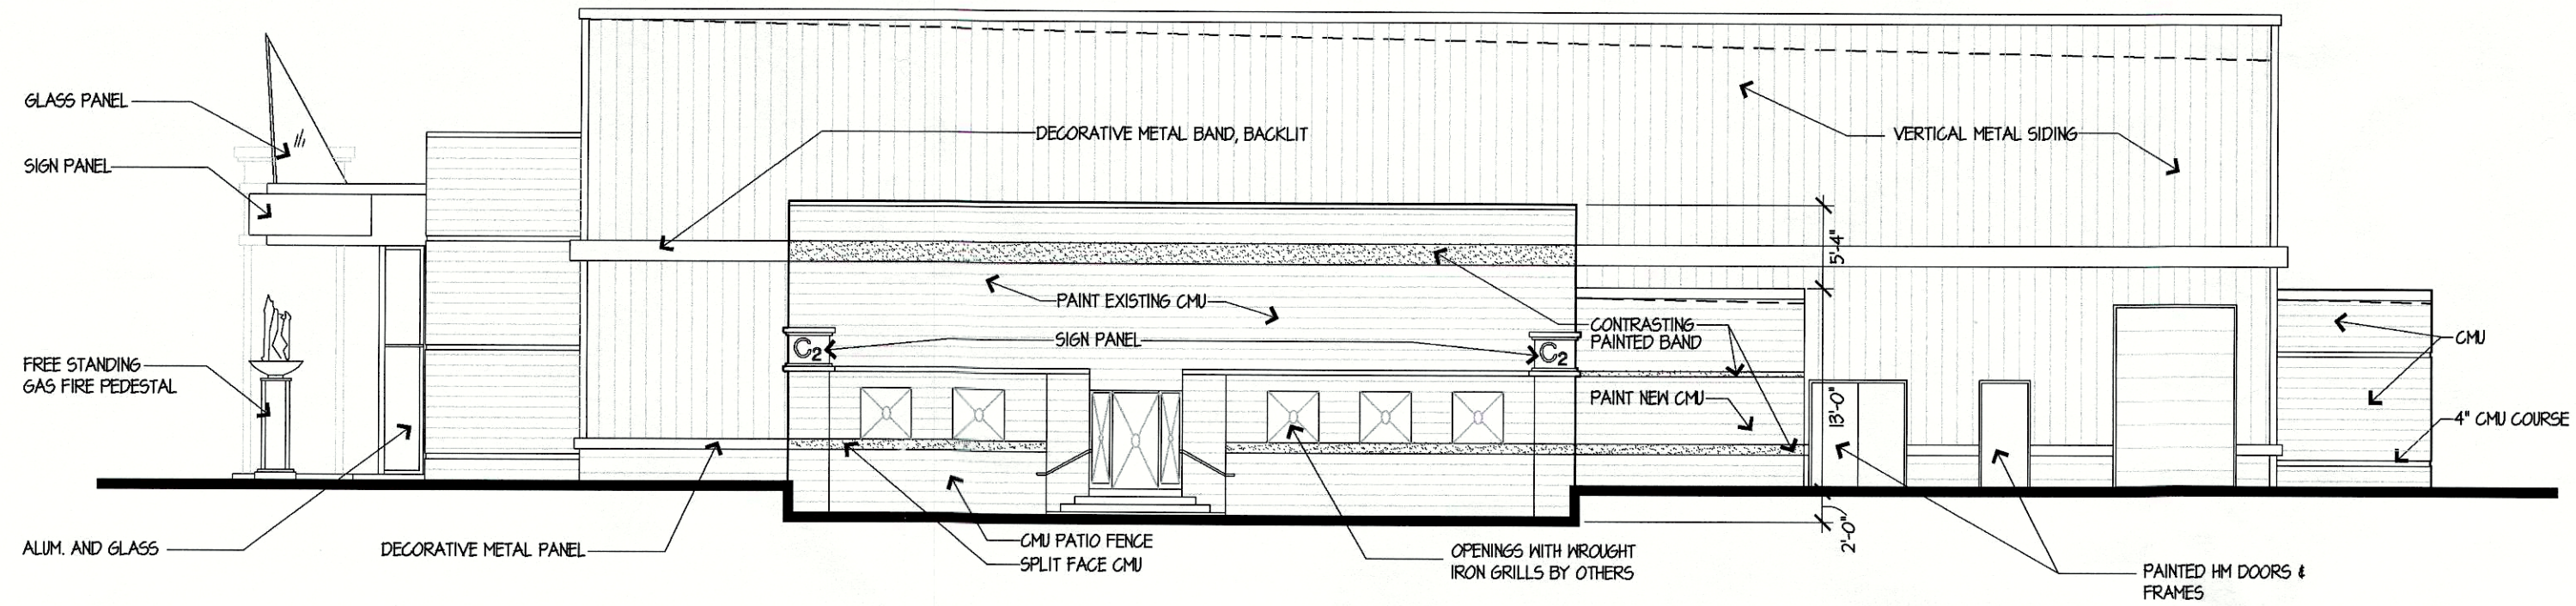 GLASS PANEL
SIGN PANEL
DECORATIVE METAL BAND, BACKLIT
VERTICAL METAL SIDING
5'-4"
PAINT EXISTING CMU
SIGN PANEL
C2
C2
CONTRASTING
PAINTED BAND
CMU
FREE STANDING
GAS FIRE PEDESTAL
PAINT NEW CMU
13'-0"
4" CMU COURSE
ALUM. AND GLASS
DECORATIVE METAL PANEL
CMU PATIO FENCE
SPLIT FACE CMU
OPENINGS WITH WROUGHT
IRON GRILLS BY OTHERS
2'-0"
PAINTED HM DOORS &
FRAMES